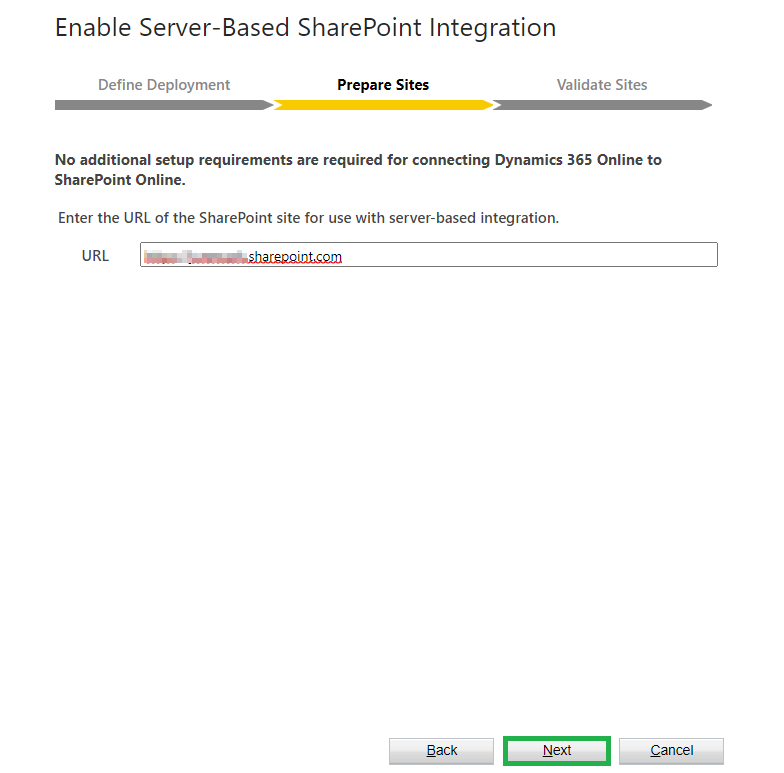 Enable Server-Based SharePoint Integration
Define Deployment Prepare Sites Validate Sites
No additional setup requirements are required for connecting Dynamics 365 Online to
SharePoint Online.
Enter the URL of the SharePoint site for use with server-based integration.
URL sharepoint.com
Back Next Cancel